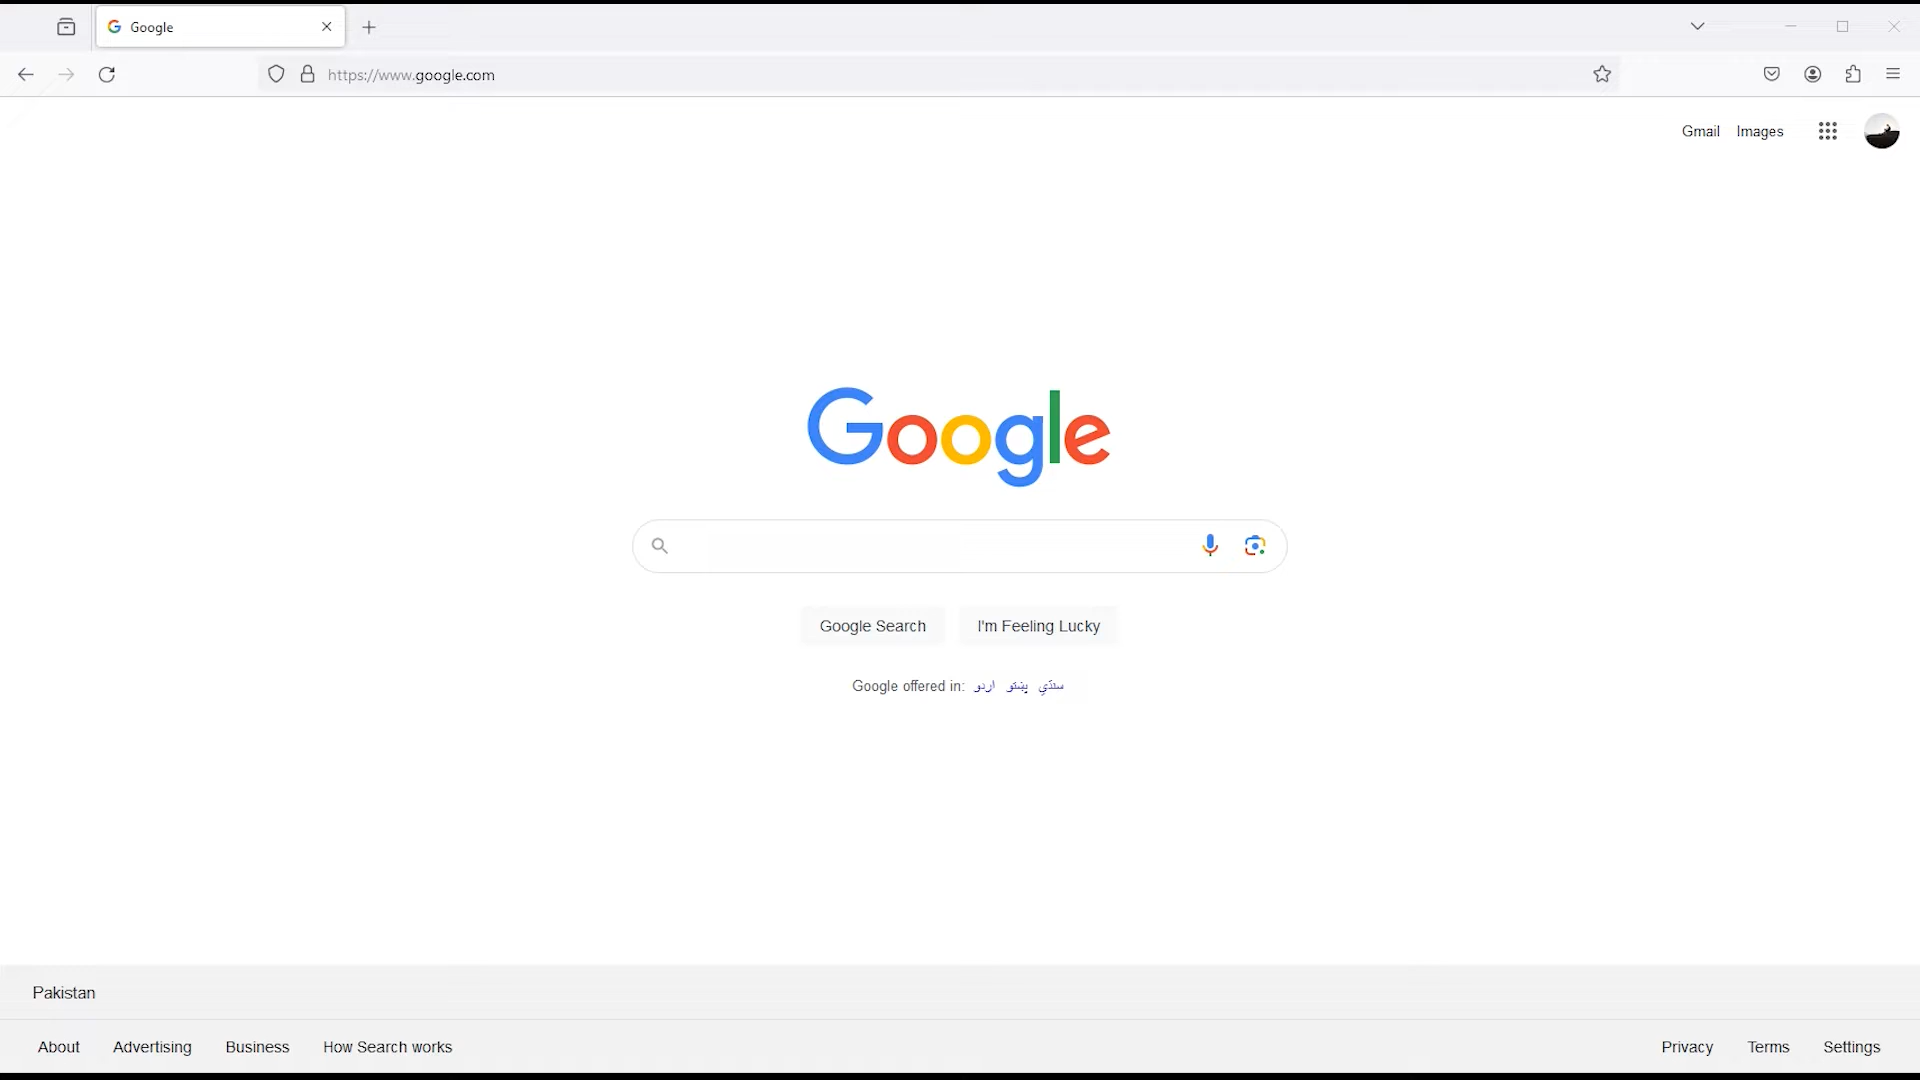 Google
https://www.google.com
Gmail Images
Google
Google Search I'm Feeling Lucky
Google offered in: اردو پښتو سنڌي
Pakistan
About Advertising Business How Search works Privacy Terms Settings